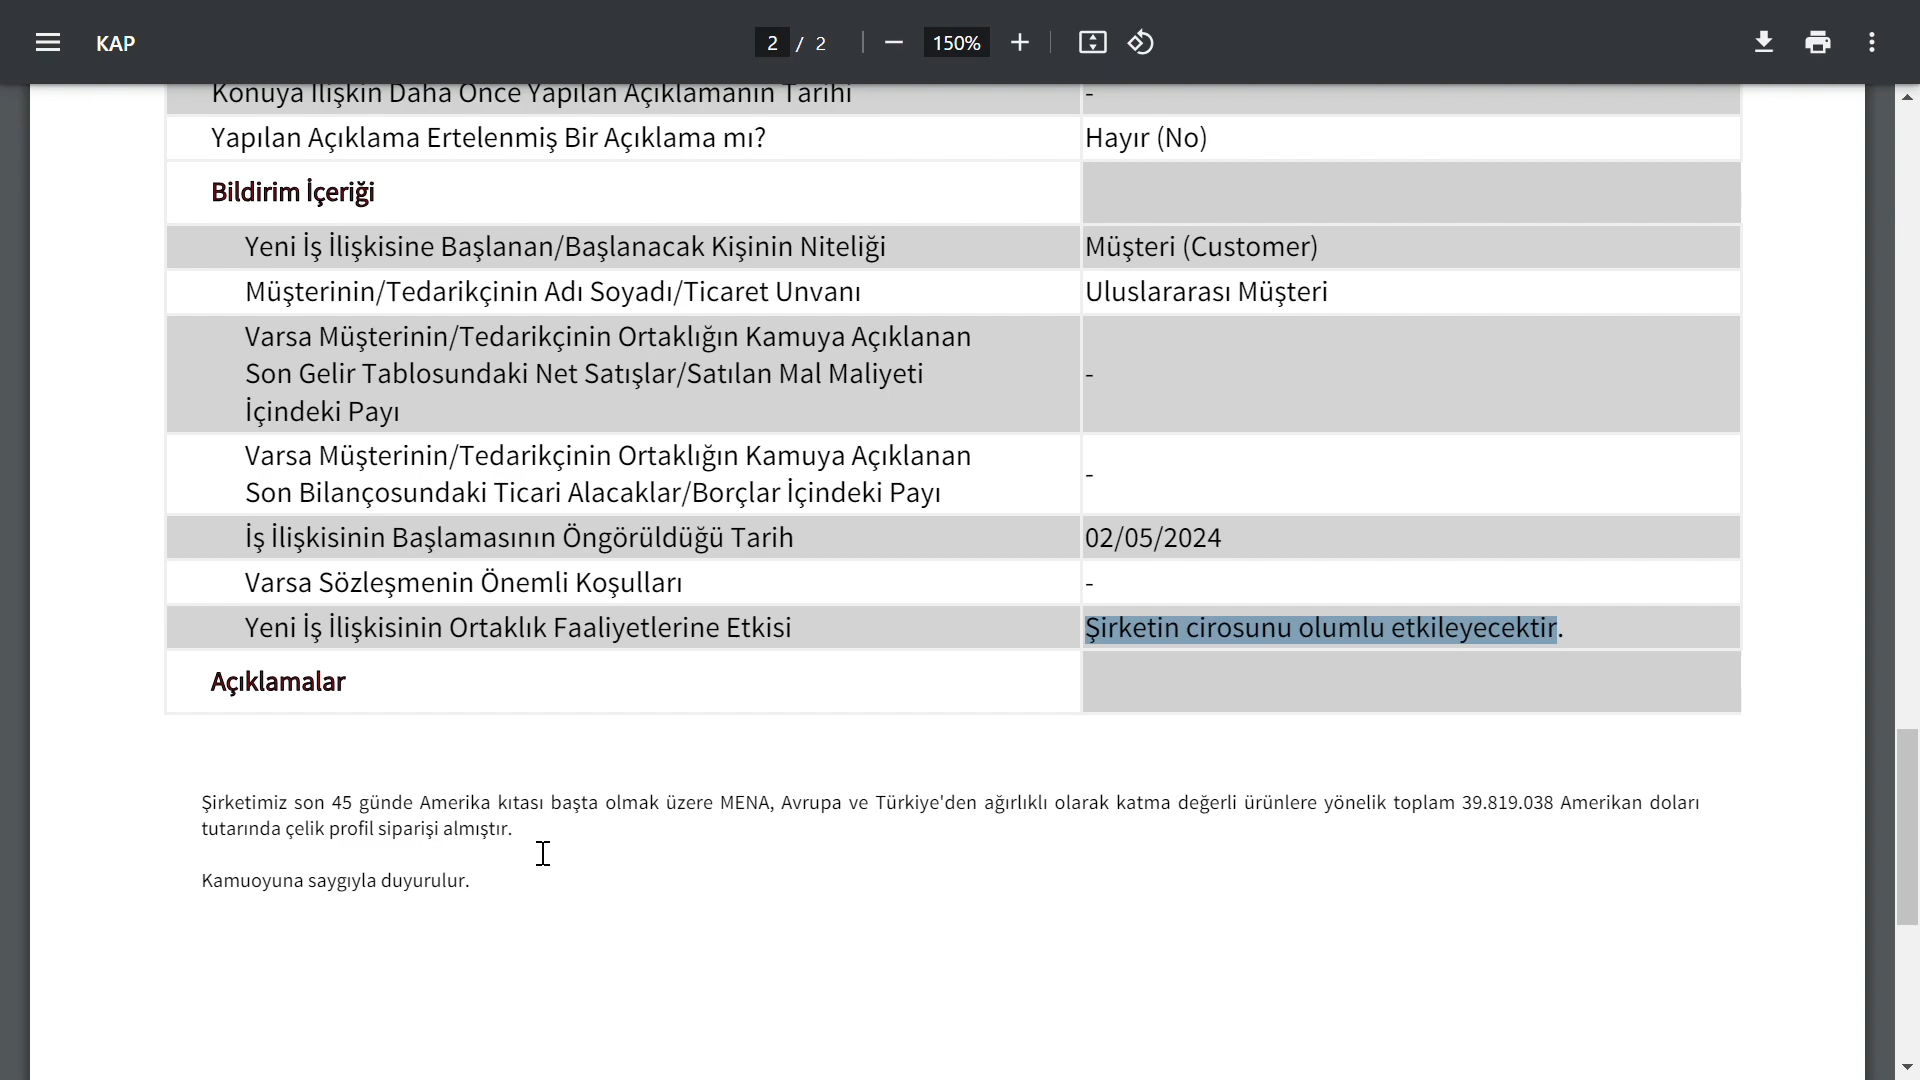 KAP
2 / 2
150%
Konuya İlişkin Daha Önce Yapılan Açıklamanın Tarihi -
Yapılan Açıklama Ertelenmiş Bir Açıklama mı? Hayır (No)
Bildirim İçeriği
Yeni İş İlişkisine Başlanan/Başlanacak Kişinin Niteliği Müşteri (Customer)
Müşterinin/Tedarikçinin Adı Soyadı/Ticaret Unvanı Uluslararası Müşteri
Varsa Müşterinin/Tedarikçinin Ortaklığın Kamuya Açıklanan
Son Gelir Tablosundaki Net Satışlar/Satılan Mal Maliyeti -
İçindeki Payı
Varsa Müşterinin/Tedarikçinin Ortaklığın Kamuya Açıklanan
Son Bilançosundaki Ticari Alacaklar/Borçlar İçindeki Payı -
İş İlişkisinin Başlamasının Öngörüldüğü Tarih 02/05/2024
Varsa Sözleşmenin Önemli Koşulları -
Yeni İş İlişkisinin Ortaklık Faaliyetlerine Etkisi Şirketin cirosunu olumlu etkileyecektir.
Açıklamalar
Şirketimiz son 45 günde Amerika kıtası başta olmak üzere MENA, Avrupa ve Türkiye'den ağırlıklı olarak katma değerli ürünlere yönelik toplam 39.819.038 Amerikan doları
tutarında çelik profil siparişi almıştır.
Kamuoyuna saygıyla duyurulur.